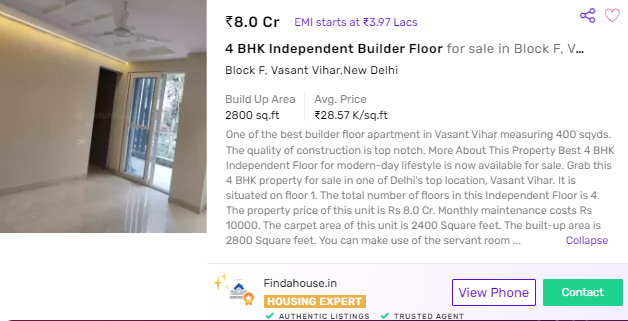 ₹8.0 Cr
EMI starts at ₹3.97 Lacs
4 BHK Independent Builder Floor for sale in Block F, V...
Block F, Vasant Vihar,New Delhi
Build Up Area
Avg. Price
2800 sq.ft
₹28.57 K/sq.ft
One of the best builder floor apartment in Vasant Vihar measuring 400 sqyds.
The quality of construction is top notch. More About This Property Best 4 BHK
Independent Floor for modern-day lifestyle is now available for sale. Grab this
4 BHK property for sale in one of Delhi's top location, Vasant Vihar. It is
situated on floor 1. The total number of floors in this Independent Floor is 4.
The property price of this unit is Rs 8.0 Cr. Monthly maintenance costs Rs
10000. The carpet area of this unit is 2400 Square feet. The built-up area is
2800 Square feet. You can make use of the servant room ...
Collapse
Findahouse.in
HOUSING EXPERT
AUTHENTIC LISTINGS
TRUSTED AGENT
View Phone
Contact